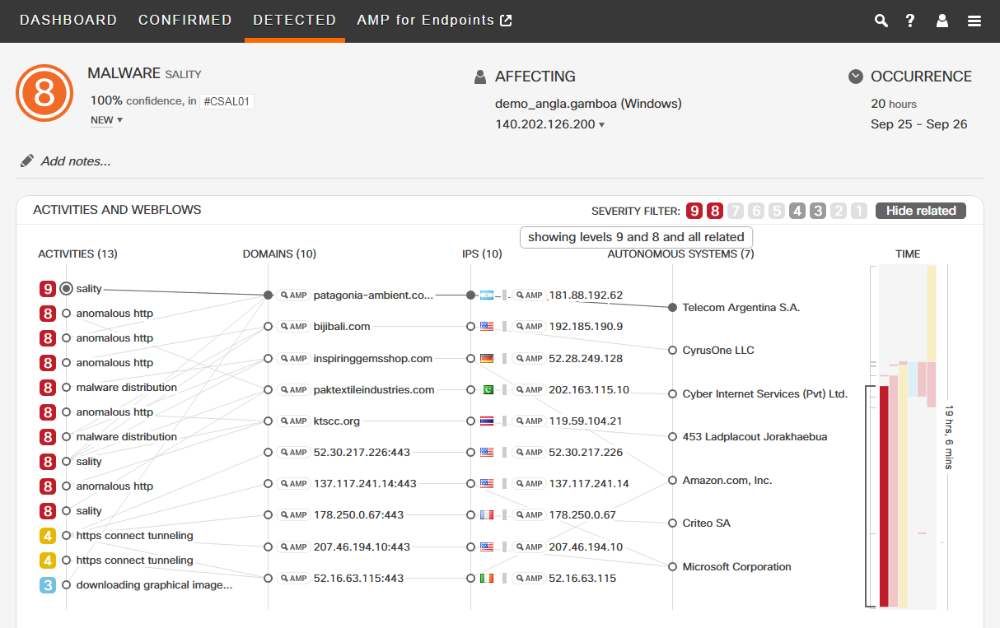 DASHBOARD CONFIRMED DETECTED AMP for Endpoints
8
MALWARE SALITY
100% confidence, in #CSAL01
NEW
AFFECTING
demo_angla.gamboa (Windows)
140.202.126.200
OCCURRENCE
20 hours
Sep 25 - Sep 26
Add notes...
ACTIVITIES AND WEBFLOWS
SEVERITY FILTER: 9 8 7 6 5 4 3 2 1 Hide related
showing levels 9 and 8 and all related
ACTIVITIES (13) DOMAINS (10) IPS (10) AUTONOMOUS SYSTEMS (7) TIME
9 sality
8 anomalous http
8 anomalous http
8 anomalous http
8 malware distribution
8 anomalous http
8 malware distribution
8 sality
8 anomalous http
8 sality
4 https connect tunneling
4 https connect tunneling
3 downloading graphical image...
AMP patagonia-ambient.co...
AMP bijibali.com
AMP inspiringgemsshop.com
AMP paktextileindustries.com
AMP ktscc.org
AMP 52.30.217.226:443
AMP 137.117.241.14:443
AMP 178.250.0.67:443
AMP 207.46.194.10:443
AMP 52.16.63.115:443
AMP 181.88.192.62
AMP 192.185.190.9
AMP 52.28.249.128
AMP 202.163.115.10
AMP 119.59.104.21
AMP 52.30.217.226
AMP 137.117.241.14
AMP 178.250.0.67
AMP 207.46.194.10
AMP 52.16.63.115
Telecom Argentina S.A.
CyrusOne LLC
Cyber Internet Services (Pvt) Ltd.
453 Ladplacout Jorakhaebua
Amazon.com, Inc.
Criteo SA
Microsoft Corporation
19 hrs, 6 mins